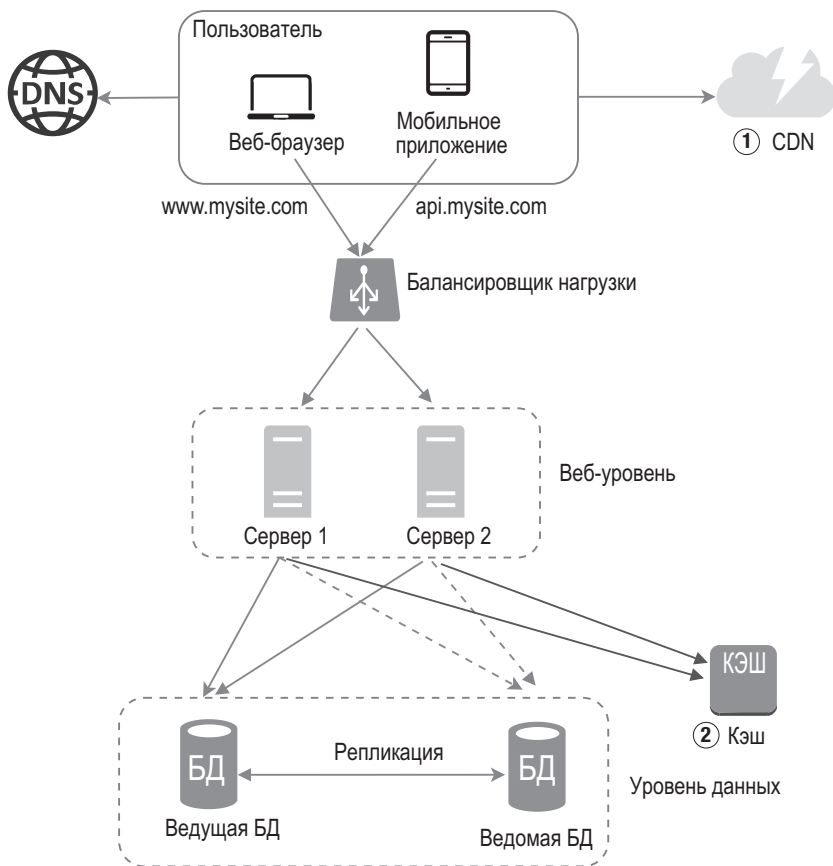 Пользователь
DNS
Веб-браузер
Мобильное
приложение
1 CDN
www.mysite.com
api.mysite.com
Балансировщик нагрузки
Веб-уровень
Сервер 1
Сервер 2
КЭШ
2 Кэш
БД
Репликация
БД
Уровень данных
Ведущая БД
Ведомая БД